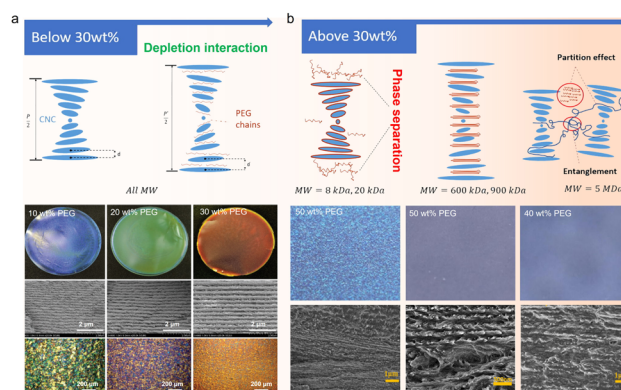 a
Below 30wt%
Depletion interaction
CNC
d
PEG
chains
d
All MW
10 wt% PEG
20 wt% PEG
30 wt% PEG
2 μm
2 μm
2 μm
200 μm
200 μm
200 μm
b
Above 30wt%
Partition effect
Phase separation
Entanglement
MW = 8 kDa, 20 kDa
MW = 600 kDa, 900 kDa
MW = 5 MDa
50 wt% PEG
50 wt% PEG
40 wt% PEG
1μm
1μm